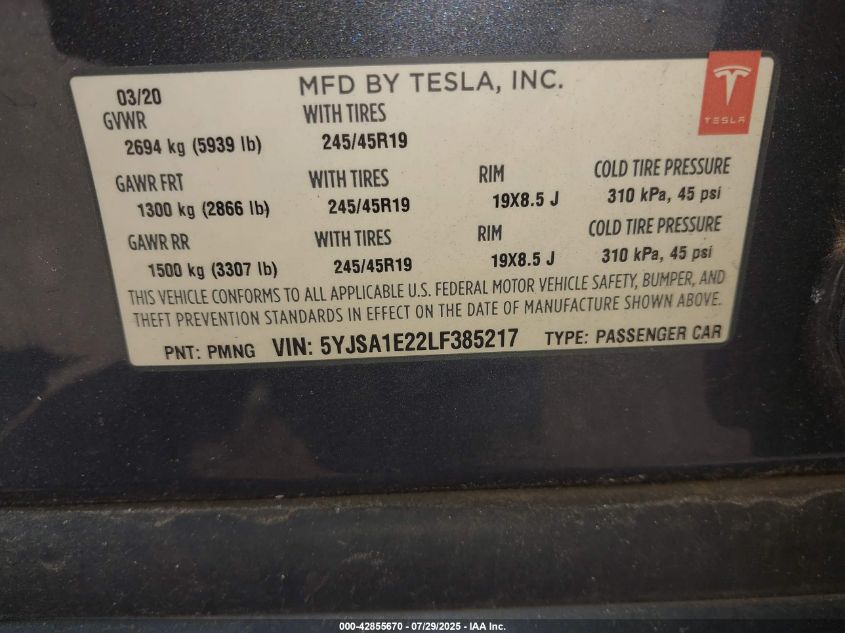 MFD BY TESLA, INC.
TESLA
03/20
GVWR WITH TIRES
2694 kg (5939 lb) 245/45R19
GAWR FRT WITH TIRES RIM COLD TIRE PRESSURE
1300 kg (2866 lb) 245/45R19 19X8.5 J 310 kPa, 45 psi
GAWR RR WITH TIRES RIM COLD TIRE PRESSURE
1500 kg (3307 lb) 245/45R19 19X8.5 J 310 kPa, 45 psi
THIS VEHICLE CONFORMS TO ALL APPLICABLE U.S. FEDERAL MOTOR VEHICLE SAFETY, BUMPER, AND
THEFT PREVENTION STANDARDS IN EFFECT ON THE DATE OF MANUFACTURE SHOWN ABOVE.
PNT: PMNG VIN: 5YJSA1E22LF385217 TYPE: PASSENGER CAR
000-42855670 - 07/29/2025 - IAA Inc.